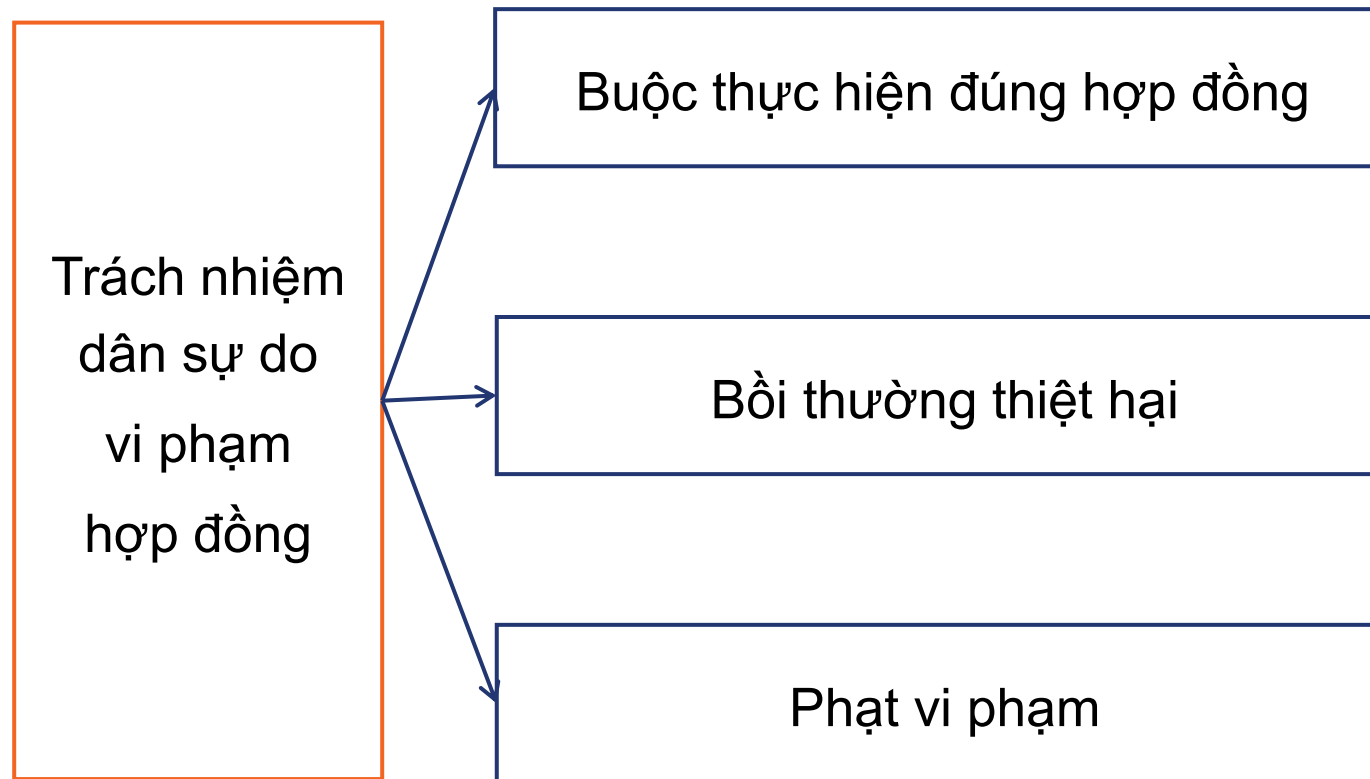 Trách nhiệm
dân sự do
vi phạm
hợp đồng
Buộc thực hiện đúng hợp đồng
Bồi thường thiệt hại
Phạt vi phạm